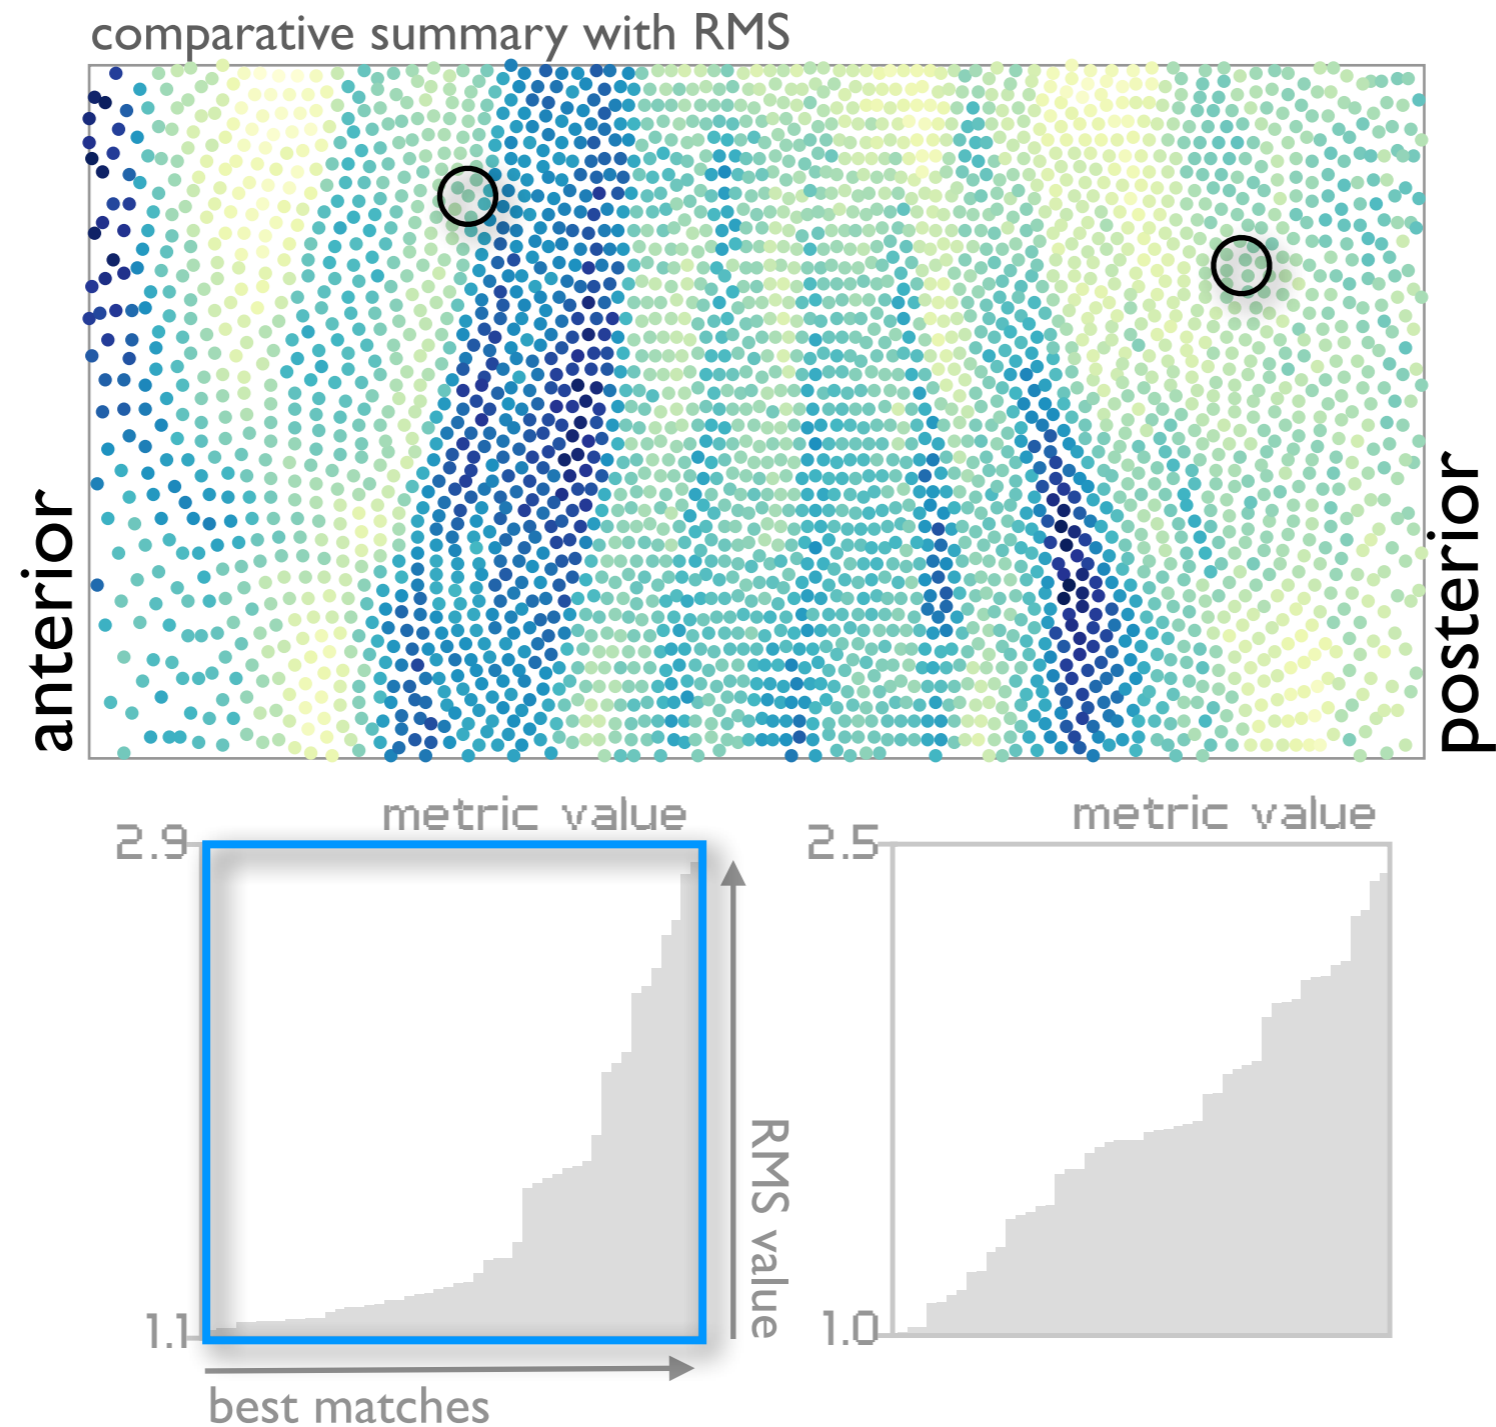 comparative summary with RMS
anterior
posterior
metric value
2.9
1.1
RMS value
best matches
metric value
2.5
1.0